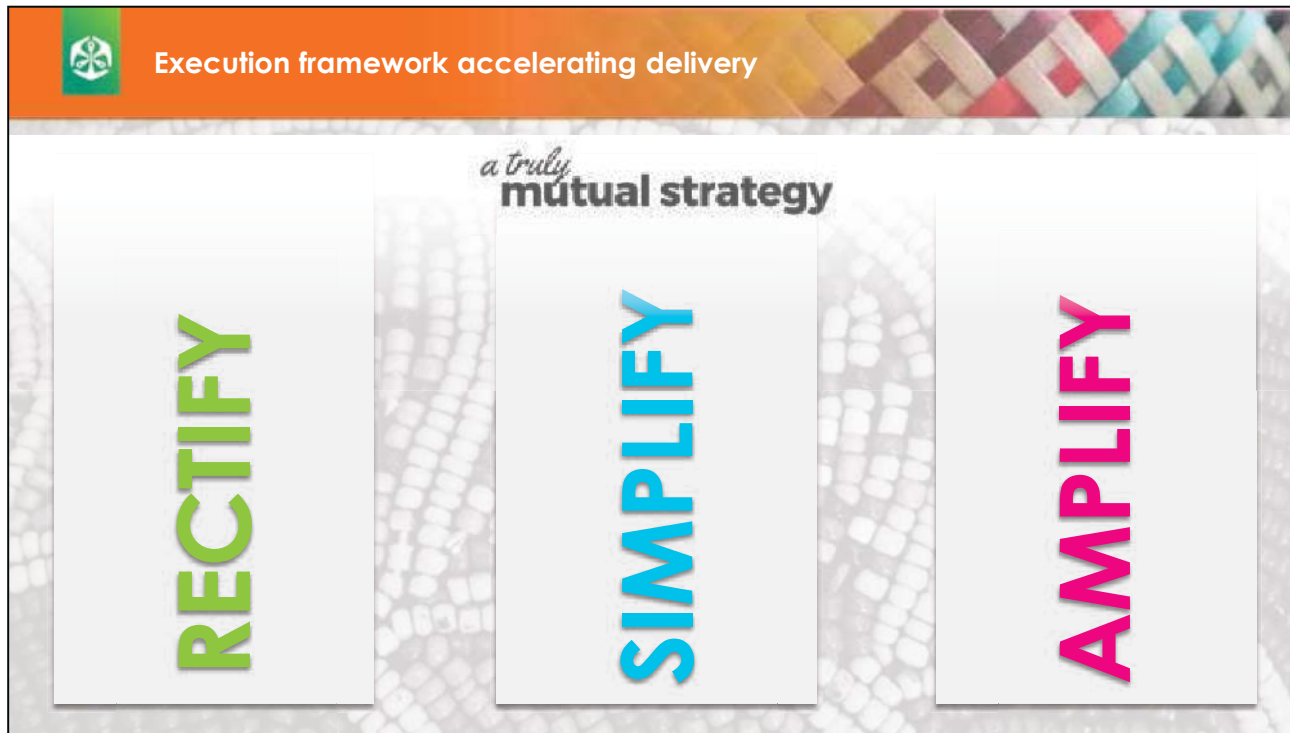 Execution framework accelerating delivery
a truly
mutual strategy
RECTIFY
SIMPLIFY
AMPLIFY